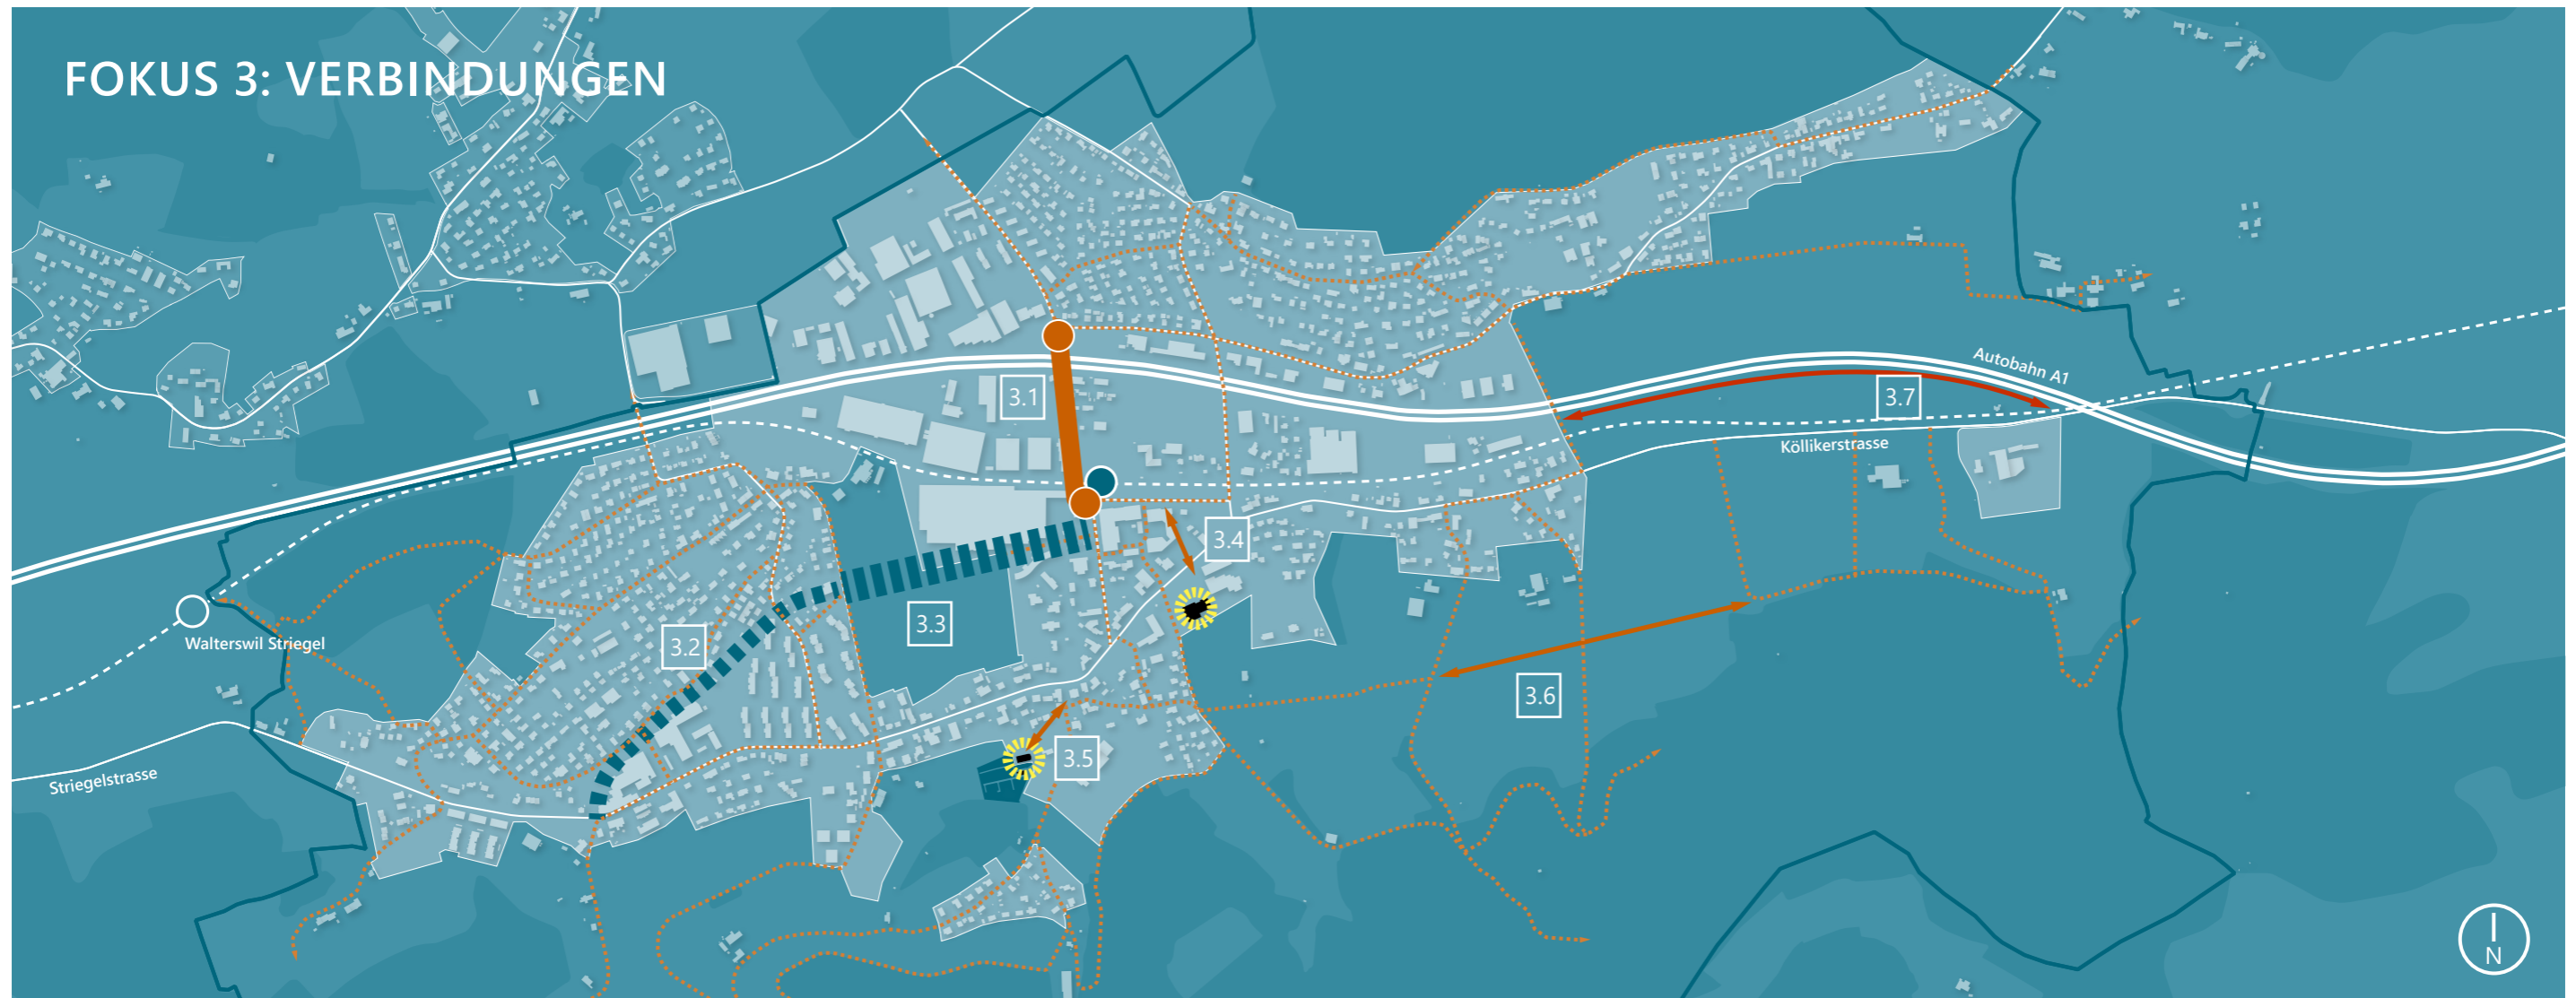 FOKUS 3: VERBINDUNGEN
Autobahn A1
3.1
3.7
Köllikerstrasse
3.4
3.3
3.2
Walterswil Striegel
3.6
3.5
Striegelstrasse
N